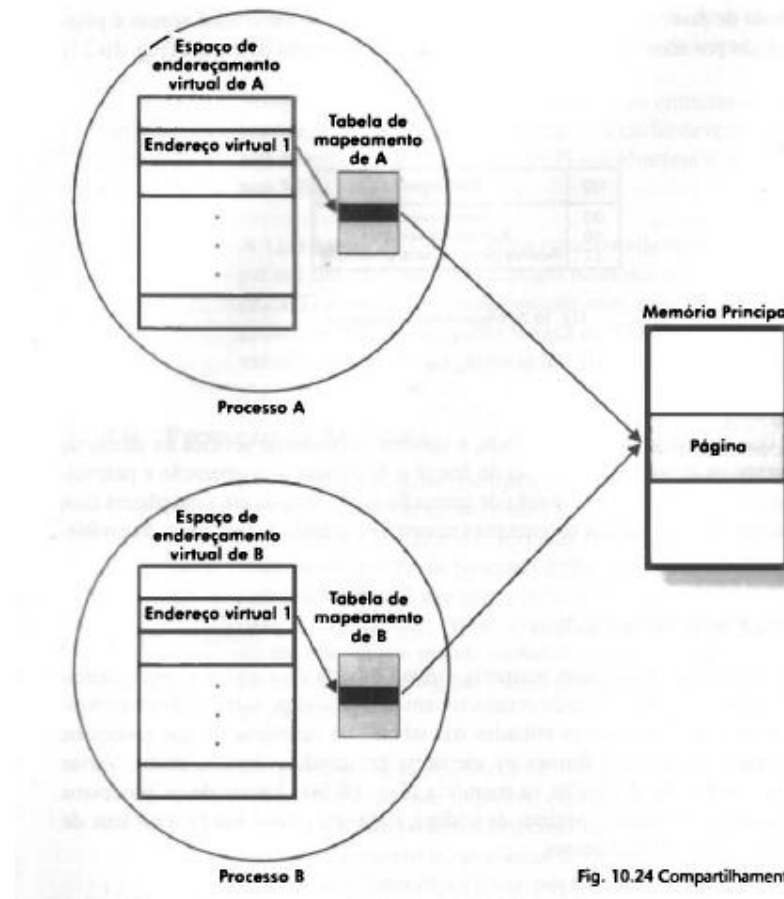 Espaço de
endereçamento
virtual de A
Endereço virtual 1
Tabela de
mapeamento
de A
Processo A
Memória Principa
Página
Espaço de
endereçamento
virtual de B
Endereço virtual 1
Tabela de
mapeamento
de B
Processo B
Fig. 10.24 Compartilhament